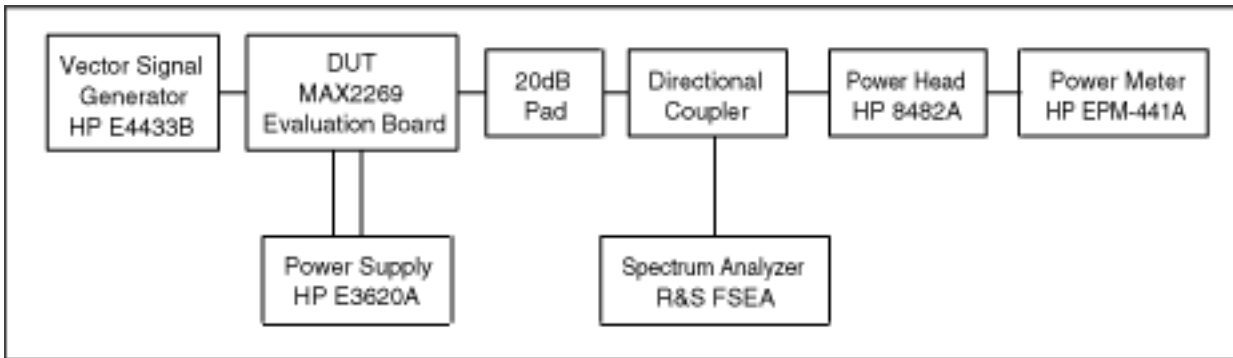 Vector Signal
Generator
HP E4433B
DUT
MAX2269
Evaluation Board
20dB
Pad
Directional
Coupler
Power Head
HP 8482A
Power Meter
HP EPM-441A
Power Supply
HP E3620A
Spectrum Analyzer
R&S FSEA